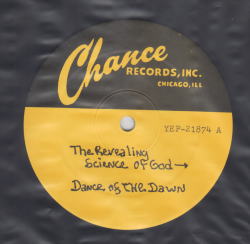 Chance
RECORDS, INC.
CHICAGO, ILL
YEP-21874 A
The Revealing
Science of God →
Dance of THE DAWN